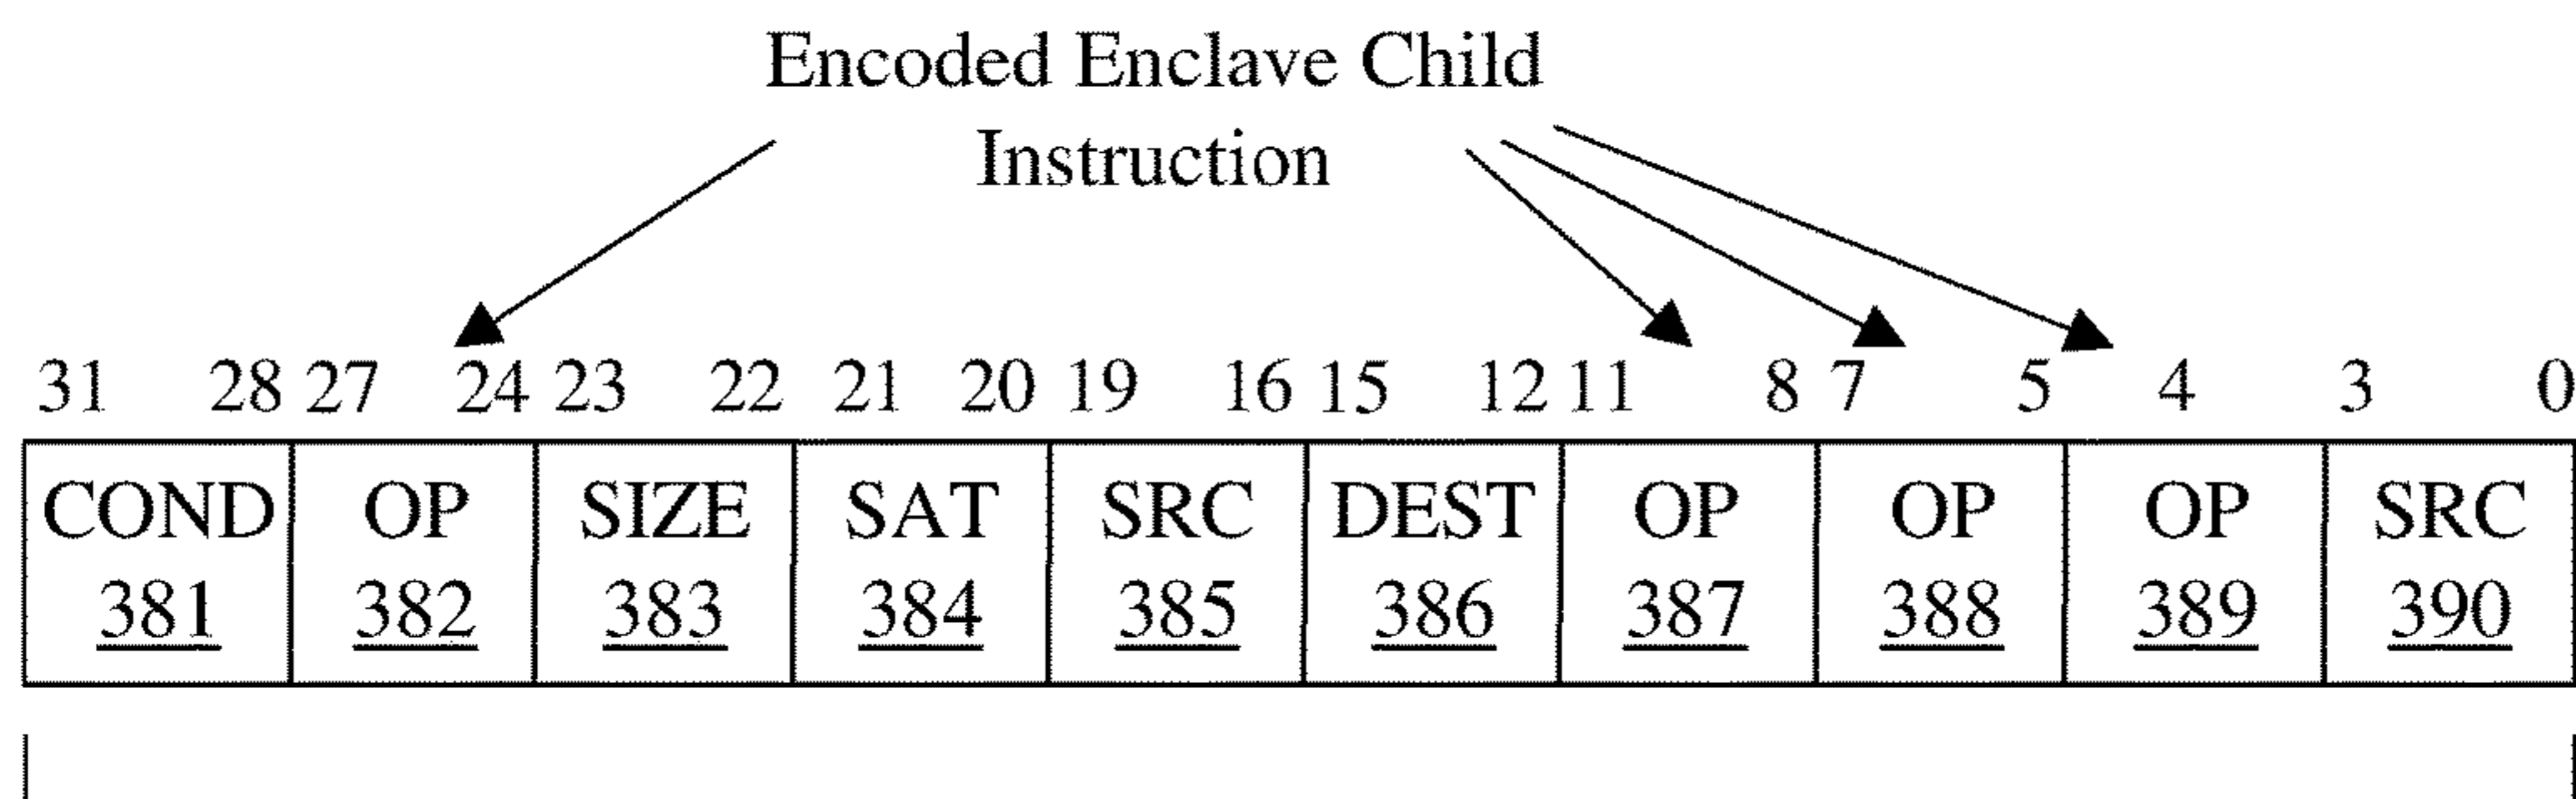 Encoded Enclave Child
Instruction
31 28 27 24 23 22 21 20 19 16 15 12 11 8 7 5 4 3 0
COND OP SIZE SAT SRC DEST OP OP OP SRC
381 382 383 384 385 386 387 388 389 390